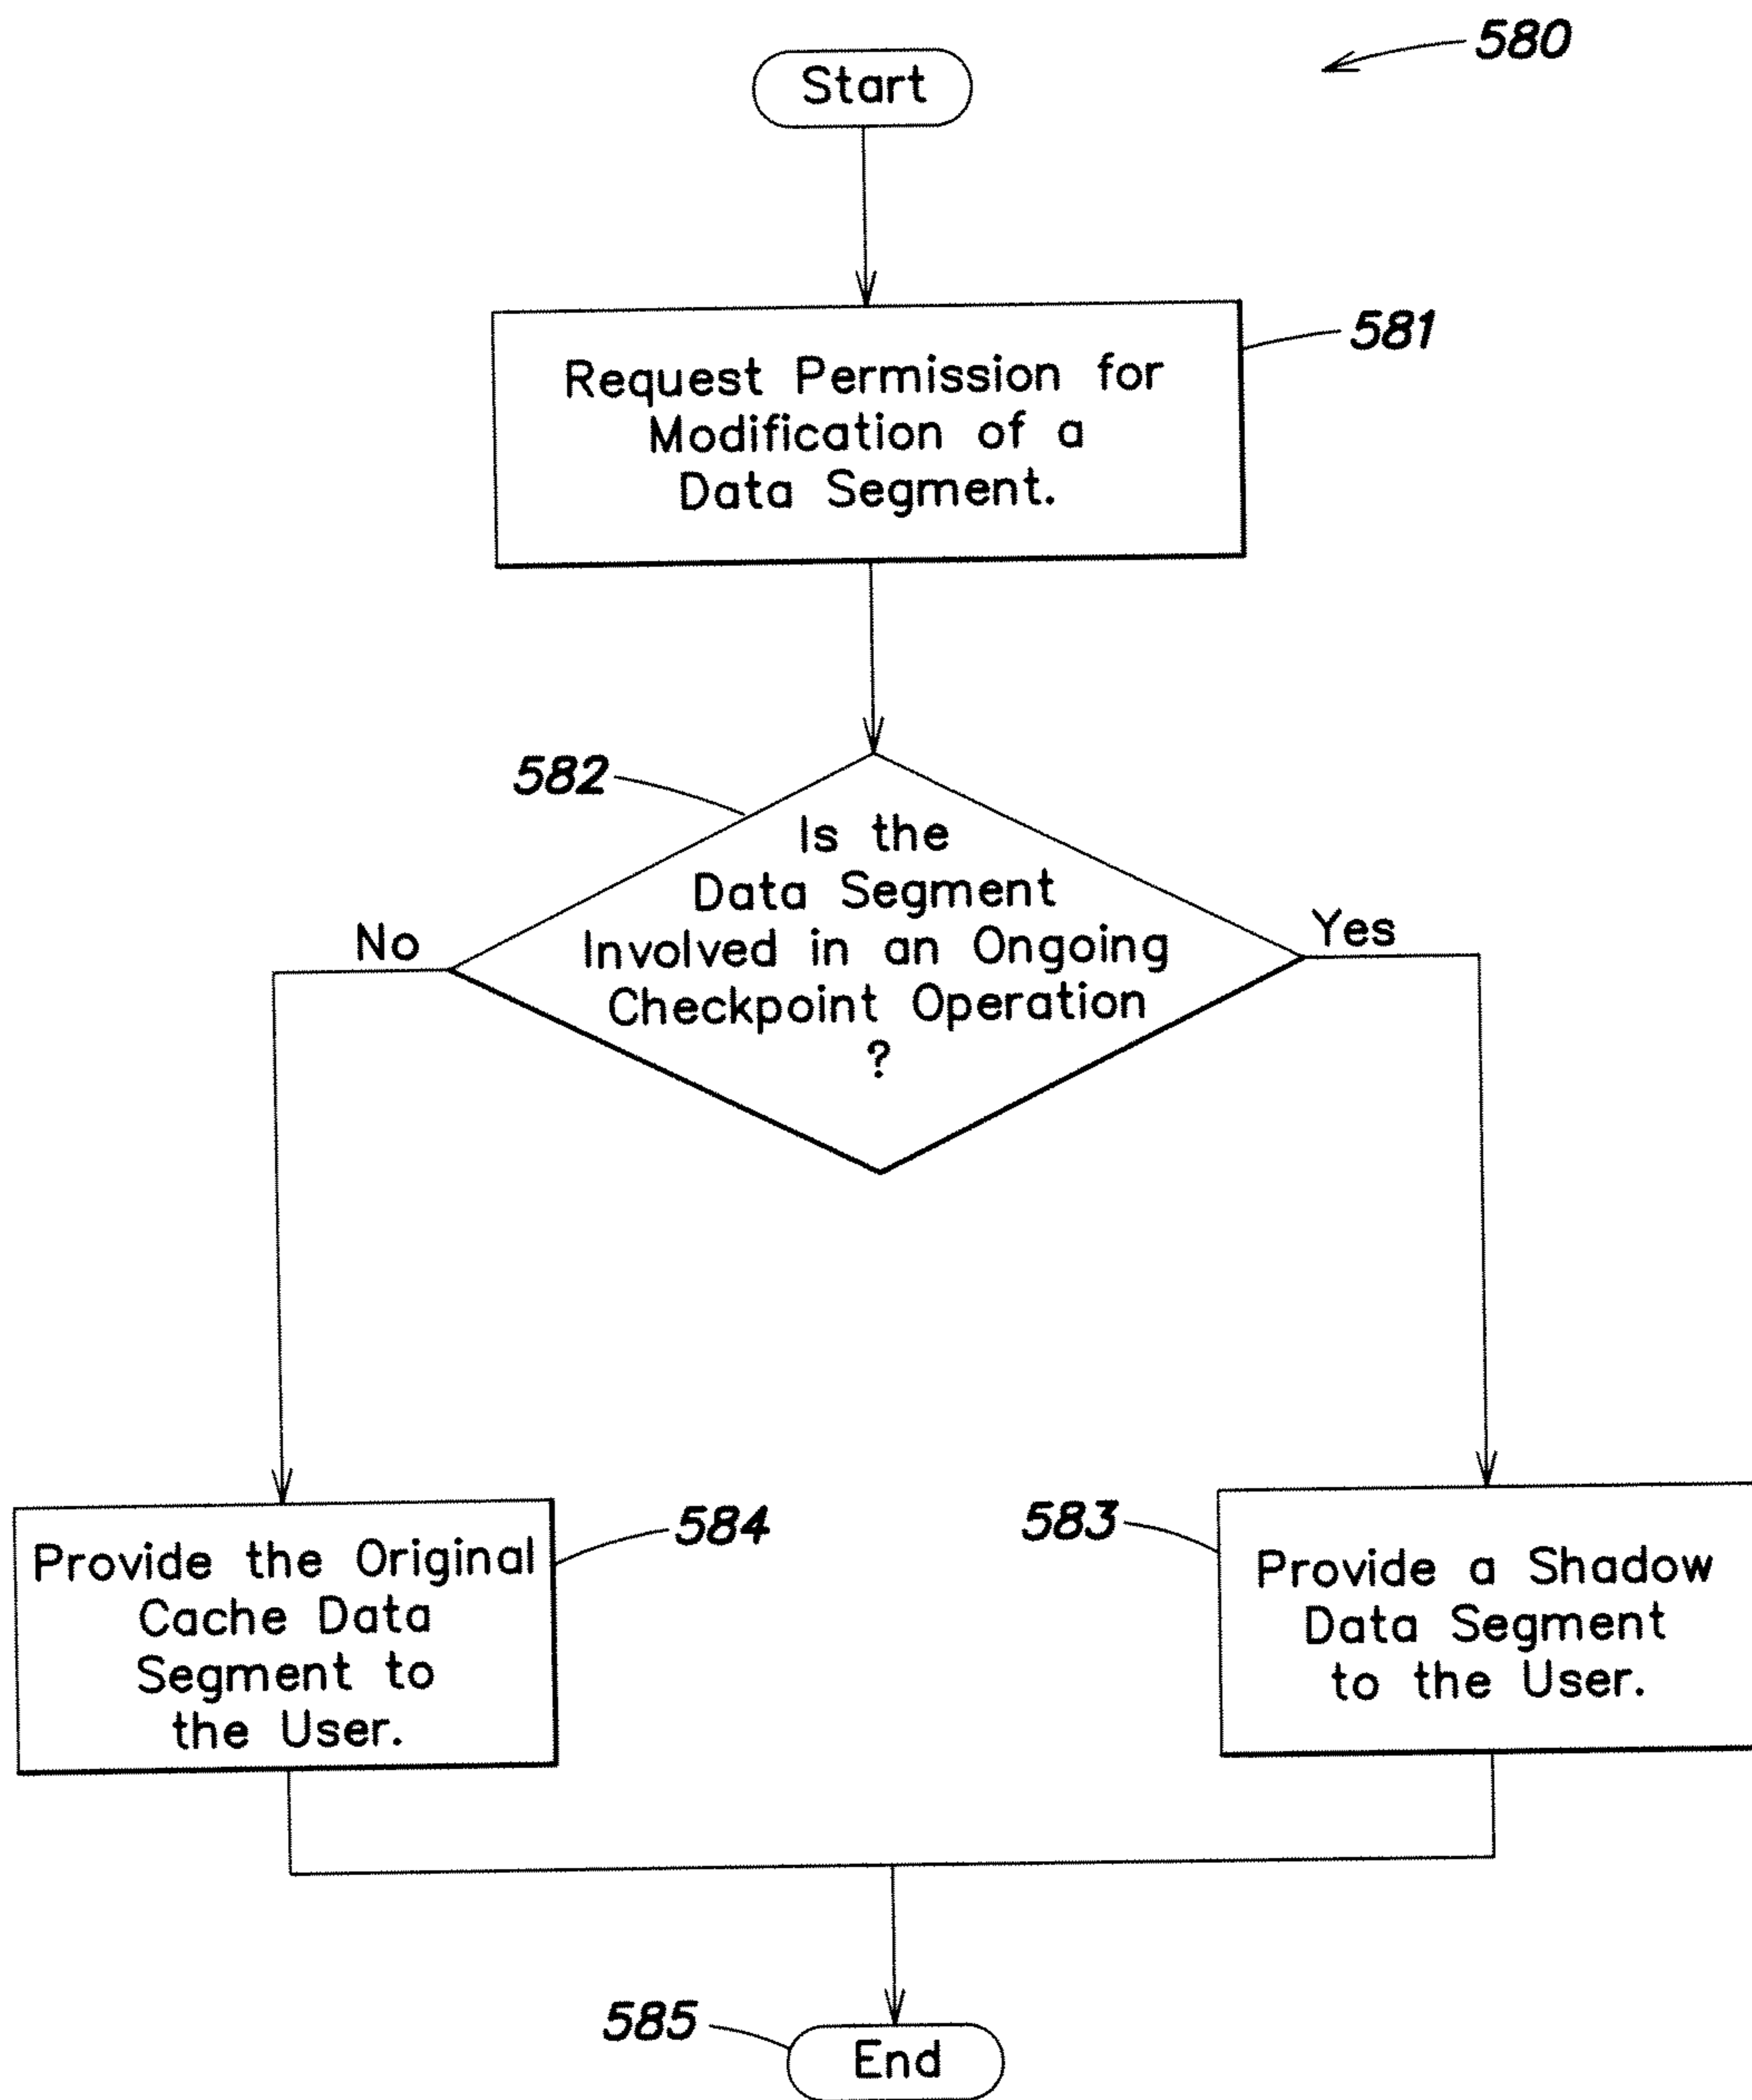 580
Start
581
Request Permission for
Modification of a
Data Segment.
582
Is the
Data Segment
Involved in an Ongoing
Checkpoint Operation
?
No
Yes
584
Provide the Original
Cache Data
Segment to
the User.
583
Provide a Shadow
Data Segment
to the User.
585
End